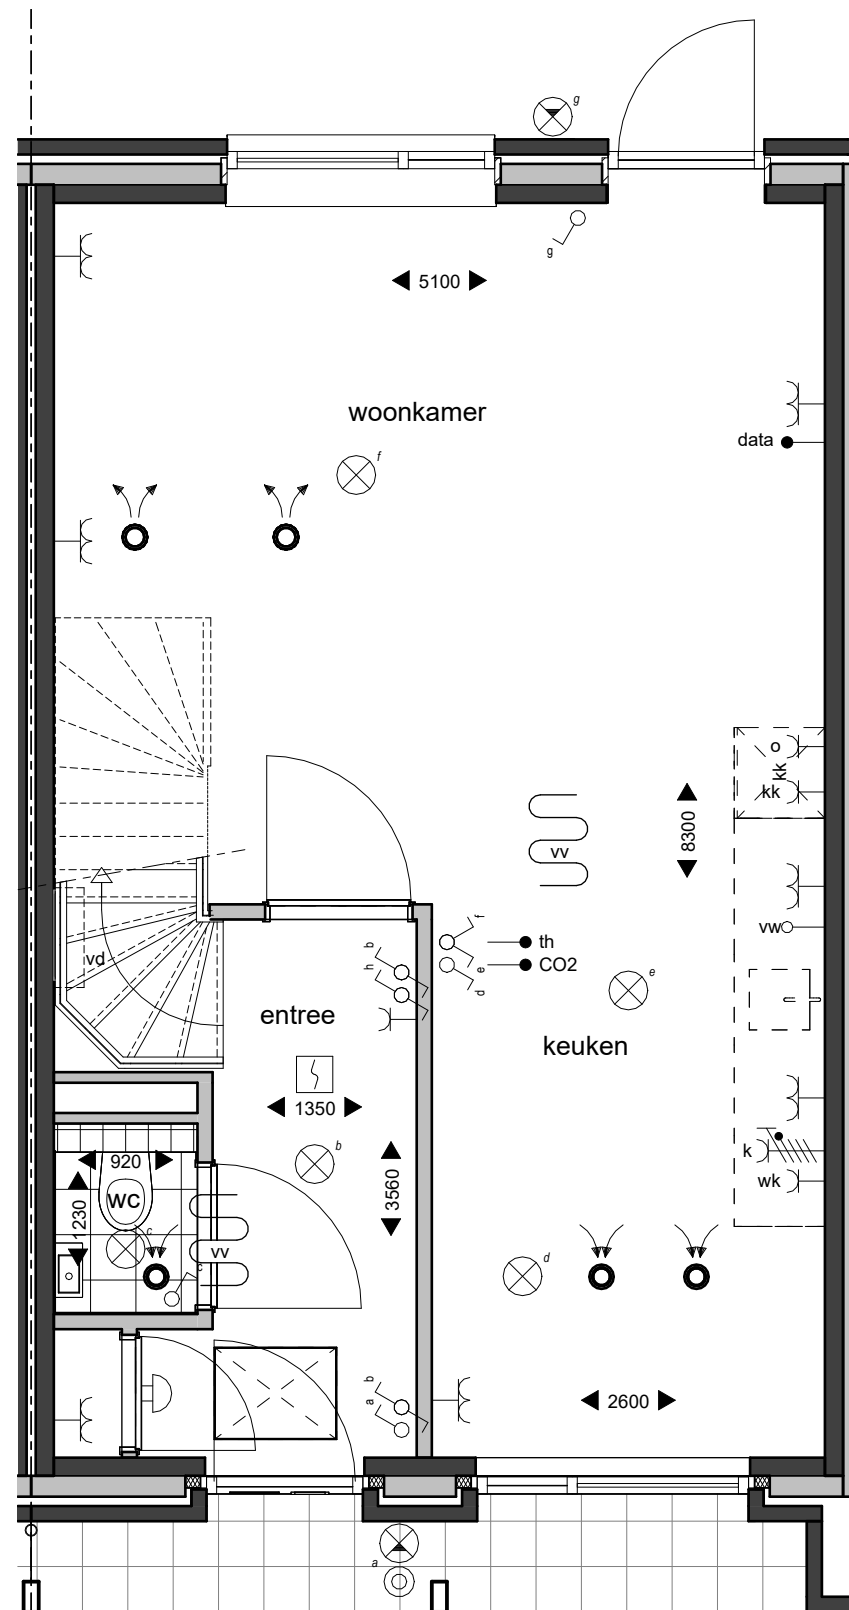 g
g
5100
woonkamer
data
f
o
kk
kk
8300
vv
vw
vd
f
b
th
h
e
CO2
d
e
entree
keuken
1350
b
920
3560
k
wk
WC
1230
c
vv
c
d
b
a
2600
a